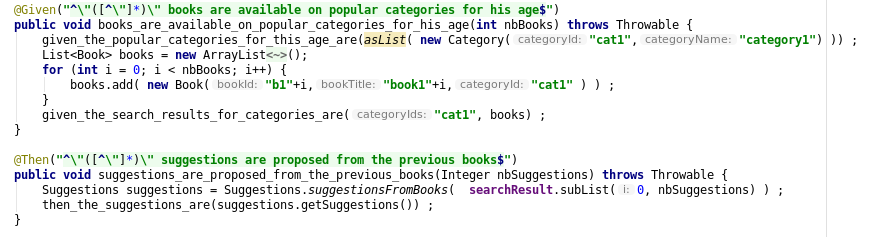 @Given("^\"([^\"]*)\" books are available on popular categories for his age$")
public void books_are_available_on_popular_categories_for_his_age(int nbBooks) throws Throwable {
    given_the_popular_categories_for_this_age_are(asList( new Category( categoryId: "cat1", categoryName: "category1") )) ;
    List<Book> books = new ArrayList<~>();
    for (int i = 0; i < nbBooks; i++) {
        books.add( new Book( bookId: "b1"+i, bookTitle: "book1"+i, categoryId: "cat1" ) ) ;
    }
    given_the_search_results_for_categories_are( categoryIds: "cat1", books) ;
}
@Then("^\"([^\"]*)\" suggestions are proposed from the previous books$")
public void suggestions_are_proposed_from_the_previous_books(Integer nbSuggestions) throws Throwable {
    Suggestions suggestions = Suggestions.suggestionsFromBooks(  searchResult.subList( i: 0, nbSuggestions) ) ;
    then_the_suggestions_are(suggestions.getSuggestions()) ;
}